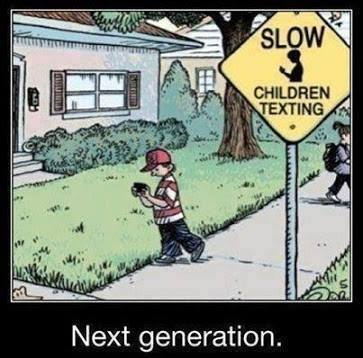 SLOW
CHILDREN
TEXTING
Next generation.